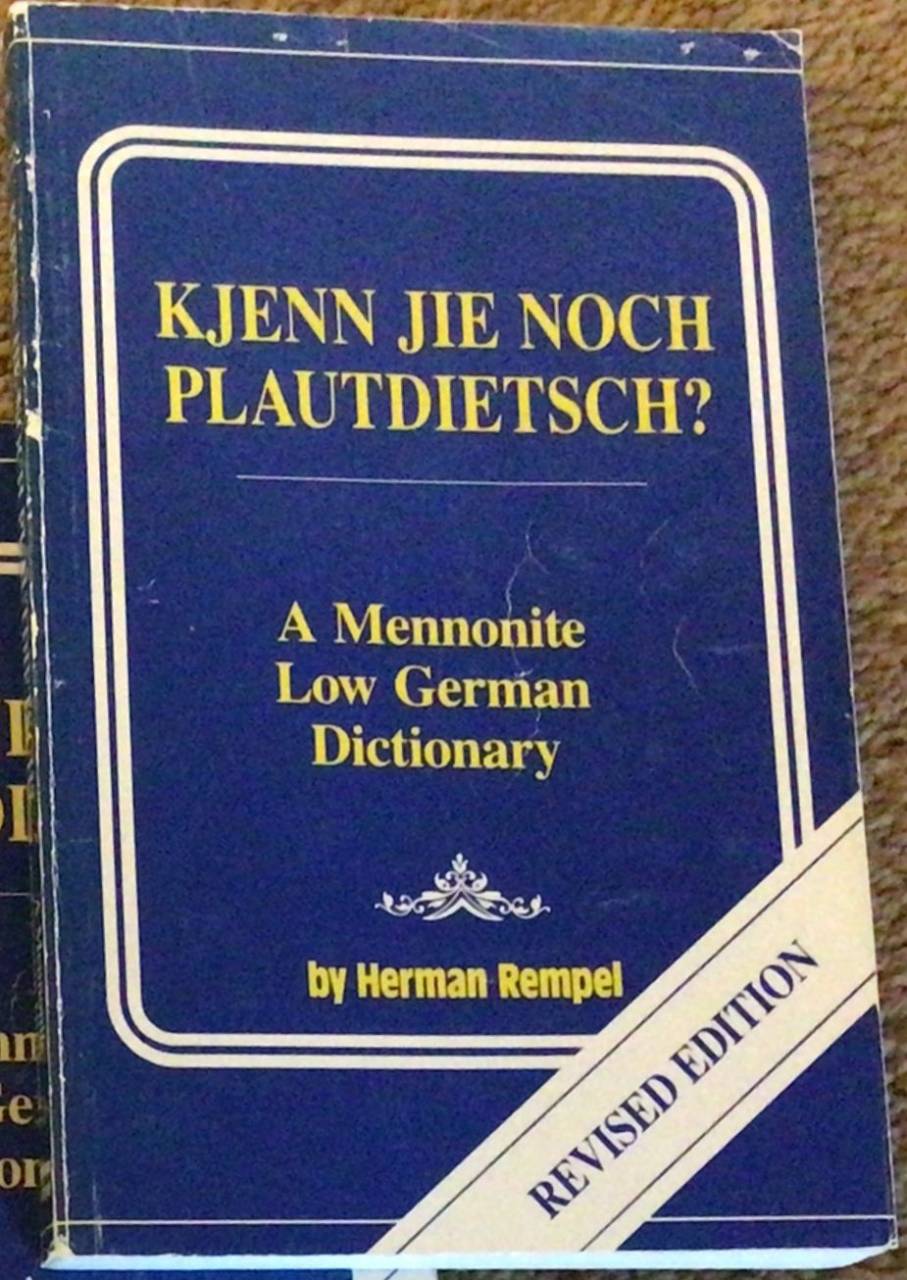 KJENN JIE NOCH
PLAUTDIETSCH?
A Mennonite
Low German
Dictionary
by Herman Rempel
REVISED EDITION